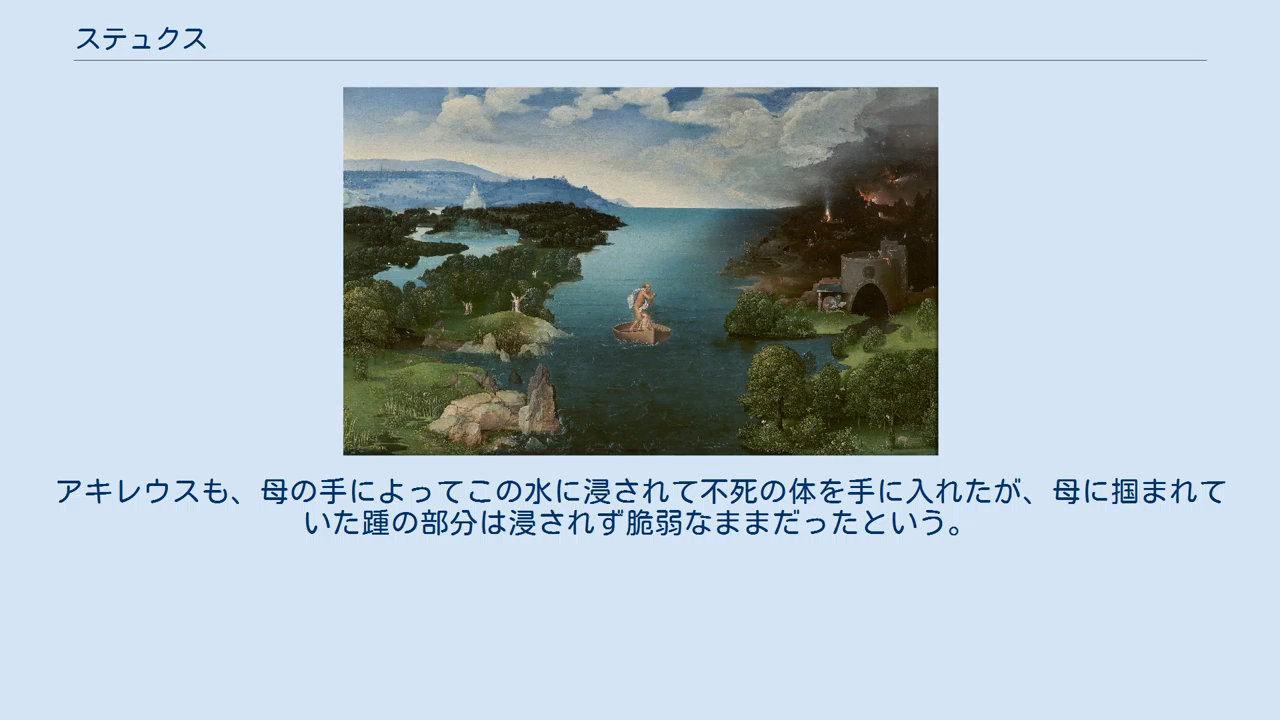 ステュクス
アキレウスも、母の手によってこの水に浸されて不死の体を手に入れたが、母に掴まれて
いた踵の部分は浸されず脆弱なままだったという。